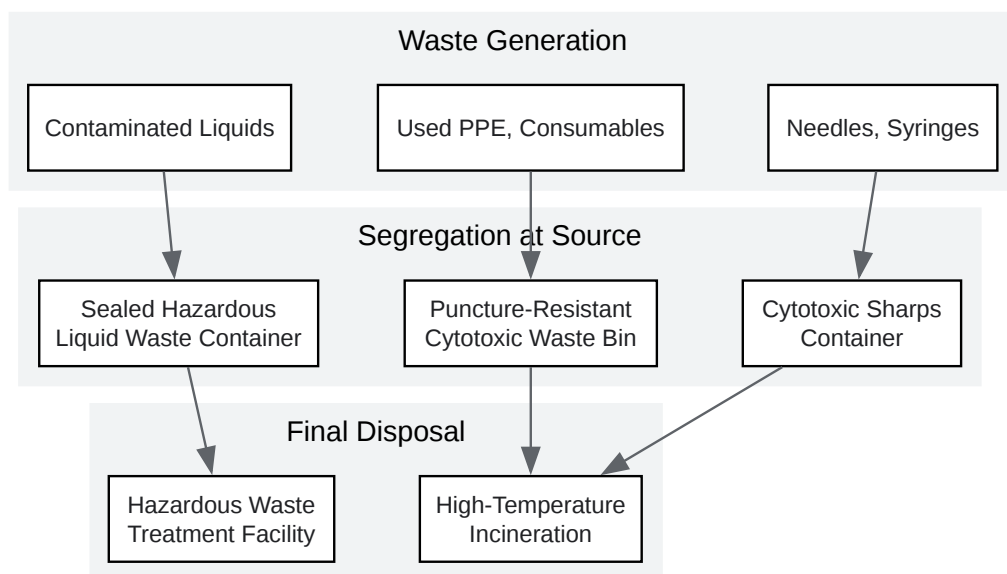 Waste Generation
Contaminated Liquids
Used PPE, Consumables
Needles, Syringes
Segregation at Source
Sealed Hazardous
Liquid Waste Container
Puncture-Resistant
Cytotoxic Waste Bin
Cytotoxic Sharps
Container
Final Disposal
Hazardous Waste
Treatment Facility
High-Temperature
Incineration